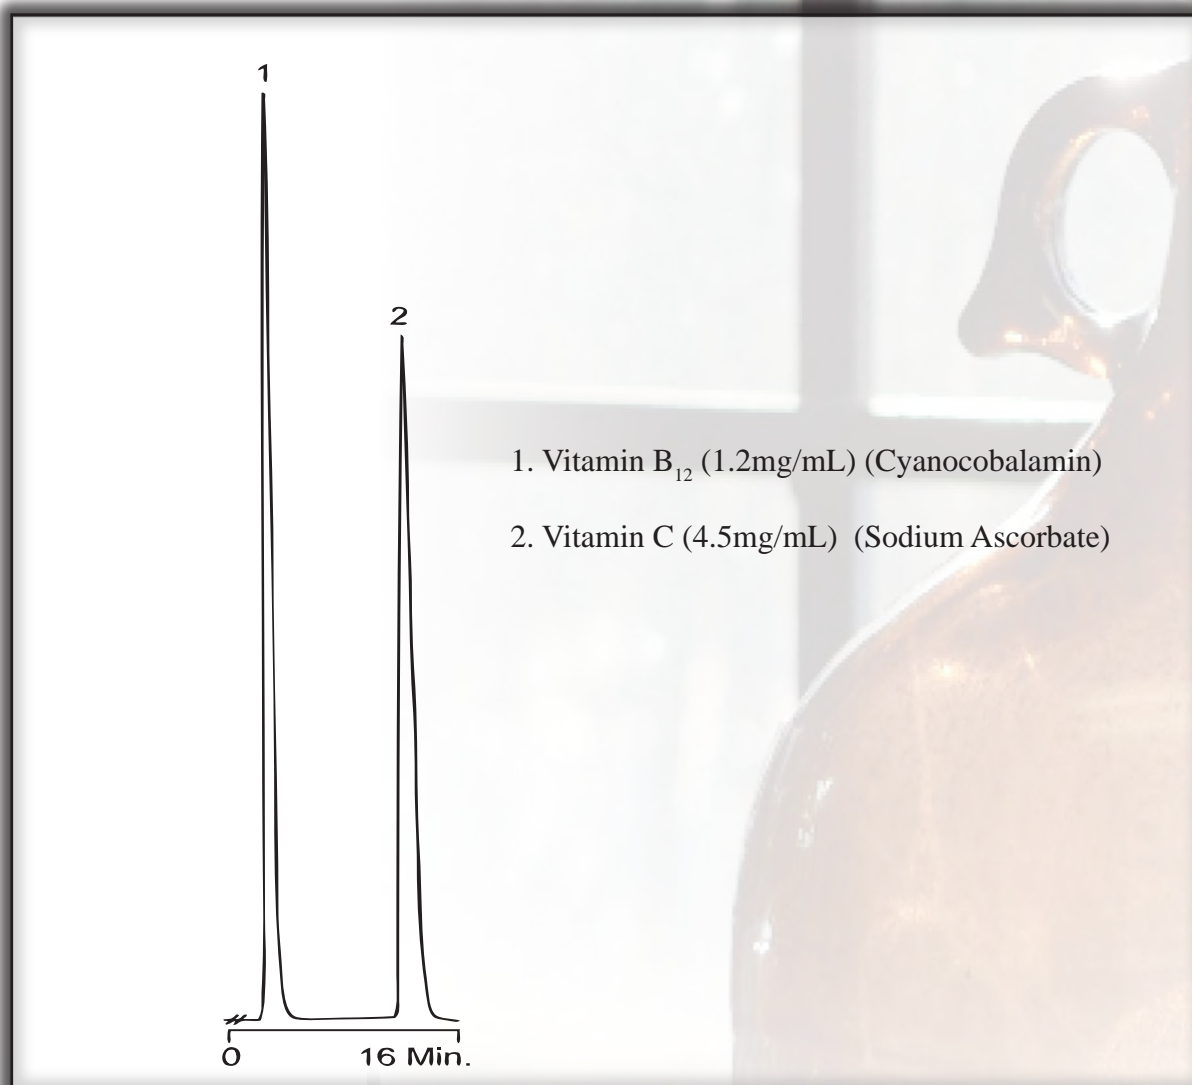 1
2
1. Vitamin B₁₂ (1.2mg/mL) (Cyanocobalamin)
2. Vitamin C (4.5mg/mL) (Sodium Ascorbate)
0 16 Min.